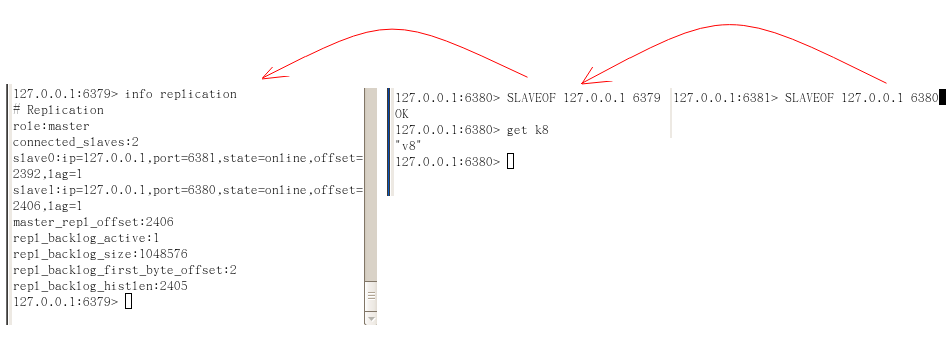 127.0.0.1:6379> info replication
# Replication
role:master
connected_slaves:2
slave0:ip=127.0.0.1,port=6381,state=online,offset=
2392,lag=1
slave1:ip=127.0.0.1,port=6380,state=online,offset=
2406,lag=1
master_repl_offset:2406
repl_backlog_active:1
repl_backlog_size:1048576
repl_backlog_first_byte_offset:2
repl_backlog_histlen:2405
127.0.0.1:6379>
127.0.0.1:6380> SLAVEOF 127.0.0.1 6379
OK
127.0.0.1:6380> get k8
"v8"
127.0.0.1:6380>
127.0.0.1:6381> SLAVEOF 127.0.0.1 6380